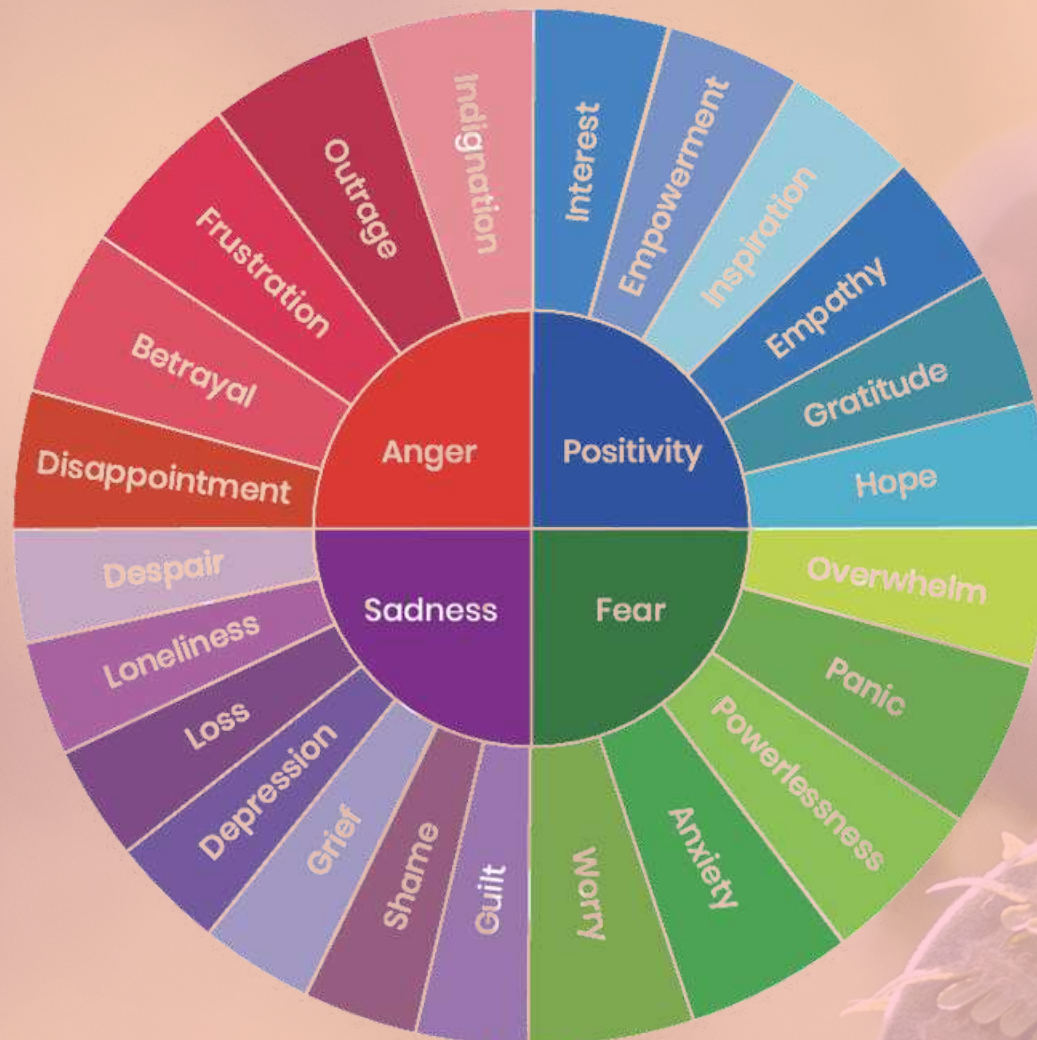 Indignation
Interest
Empowerment
Inspiration
Empathy
Gratitude
Hope
Overwhelm
Panic
Powerlessness
Anxiety
Worry
Guilt
Shame
Grief
Depression
Loss
Loneliness
Despair
Disappointment
Betrayal
Frustration
Outrage
Anger
Positivity
Sadness
Fear